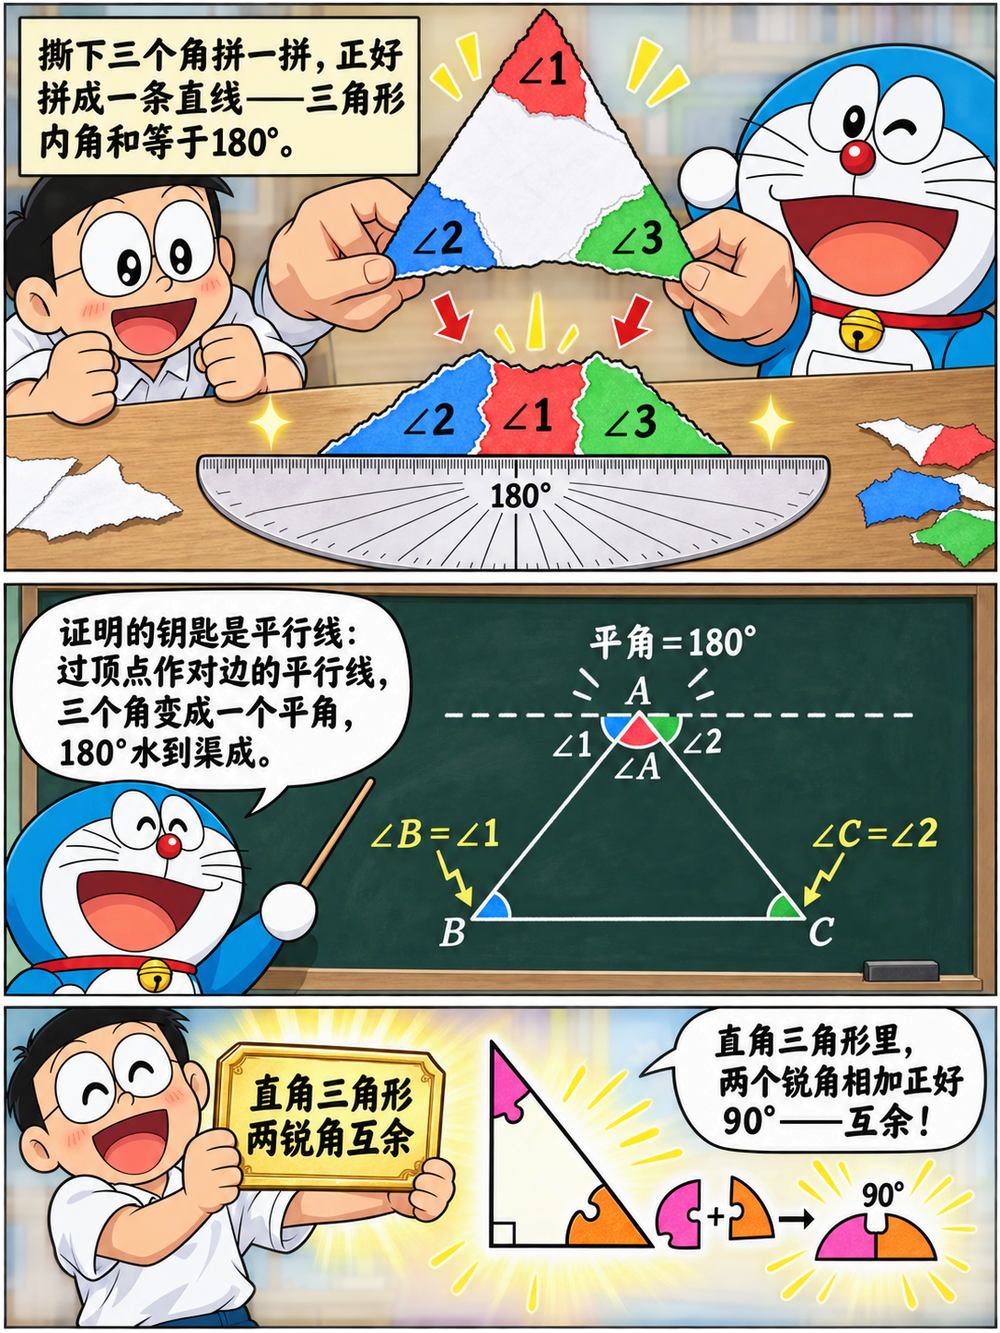 撕下三个角拼一拼，正好
拼成一条直线——三角形
内角和等于180°。
∠1
∠2
∠3
∠2
∠1
∠3
180°
证明的钥匙是平行线：
过顶点作对边的平行线，
三个角变成一个平角，
180°水到渠成。
平角=180°
A
∠1
∠2
∠A
∠B=∠1
∠C=∠2
B
C
直角三角形
两锐角互余
直角三角形里，
两个锐角相加正好
90°——互余！
+
90°